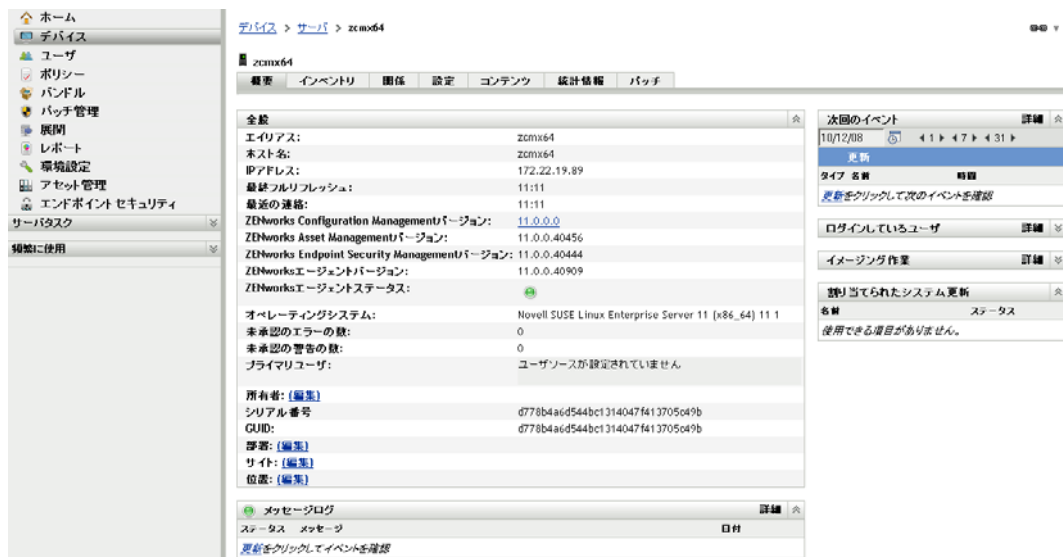 ホーム
デバイス
ユーザ
ポリシー
バンドル
パッチ管理
展開
レポート
環境設定
アセット管理
エンドポイントセキュリティ
サーバタスク
頻繁に使用
デバイス > サーバ > zcmx64
zcmx64
概要 インベントリ 関係 設定 コンテンツ 統計情報 パッチ
全般
エイリアス: zcmx64
ホスト名: zcmx64
IPアドレス: 172.22.19.89
最終フルリフレッシュ: 11:11
最近の連絡: 11:11
ZENworks Configuration Managementバージョン: 11.0.0.0
ZENworks Asset Managementバージョン: 11.0.0.40456
ZENworks Endpoint Security Managementバージョン: 11.0.0.40444
ZENworksエージェントバージョン: 11.0.0.40909
ZENworksエージェントステータス:
オペレーティングシステム: Novell SUSE Linux Enterprise Server 11 (x86_64) 11 1
未承認のエラーの数: 0
未承認の警告の数: 0
プライマリユーザ: ユーザソースが設定されていません
所有者: (編集)
シリアル番号 d778b4a6d544bc1314047f413705c49b
GUID: d778b4a6d544bc1314047f413705c49b
部署: (編集)
サイト: (編集)
位置: (編集)
メッセージログ 詳細
ステータス メッセージ 日付
更新をクリックしてイベントを確認
次回のイベント 詳細
10/12/08 1 7 31
更新
タイプ 名前 時間
更新をクリックして次のイベントを確認
ログインしているユーザ 詳細
イメージング作業 詳細
割り当てられたシステム更新
名前 ステータス
使用できる項目がありません。